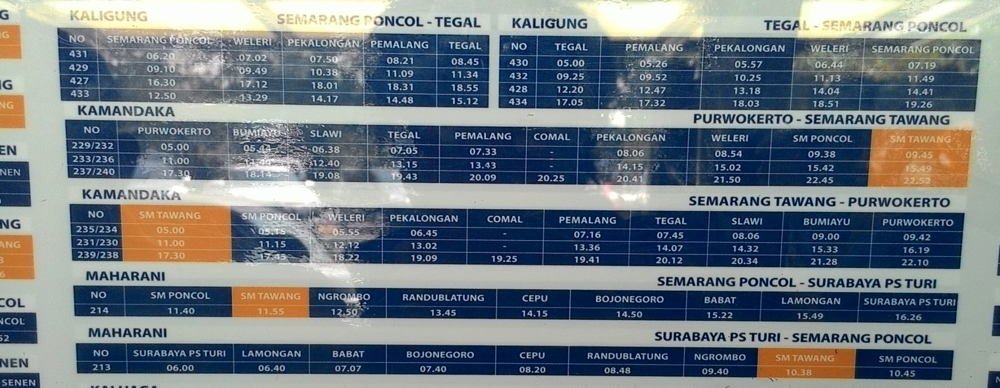 KALIGUNG SEMARANG PONCOL - TEGAL
NO SEMARANG PONCOL WELERI PEKALONGAN PEMALANG TEGAL
431 06.20 07.02 07.50 08.21 08.45
429 09.10 09.49 10.38 11.09 11.34
427 16.30 17.12 18.01 18.31 18.55
433 12.50 13.29 14.17 14.48 15.12
KALIGUNG TEGAL - SEMARANG PONCOL
NO TEGAL PEMALANG PEKALONGAN WELERI SEMARANG PONCOL
430 05.00 05.26 05.57 06.44 07.19
432 09.25 09.52 10.25 11.13 11.49
428 12.20 12.47 13.18 14.04 14.41
434 17.05 17.32 18.03 18.51 19.26
KAMANDAKA PURWOKERTO - SEMARANG TAWANG
NO PURWOKERTO BUMIAYU SLAWI TEGAL PEMALANG COMAL PEKALONGAN WELERI SM PONCOL SM TAWANG
229/232 05.00 05.44 06.38 07.05 07.33 - 08.06 08.54 09.38 09.45
233/236 11.00 12.40 13.15 13.43 - 14.15 15.02 15.42 15.49
237/240 17.30 18.14 19.08 19.43 20.09 20.25 20.41 21.50 22.45 22.52
KAMANDAKA SEMARANG TAWANG - PURWOKERTO
NO SM TAWANG SM PONCOL WELERI PEKALONGAN COMAL PEMALANG TEGAL SLAWI BUMIAYU PURWOKERTO
235/234 05.00 05.15 05.55 06.45 - 07.16 07.45 08.06 09.00 09.42
231/230 11.00 11.15 12.12 13.02 - 13.36 14.07 14.32 15.33 16.19
239/238 17.30 17.45 18.22 19.09 19.25 19.41 20.12 20.34 21.28 22.10
MAHARANI SEMARANG PONCOL - SURABAYA PS TURI
NO SM PONCOL SM TAWANG NGROMBO RANDUBLATUNG CEPU BOJONEGORO BABAT LAMONGAN SURABAYA PS TURI
214 11.40 11.55 12.50 13.45 14.15 14.50 15.22 15.49 16.26
MAHARANI SURABAYA PS TURI - SEMARANG PONCOL
NO SURABAYA PS TURI LAMONGAN BABAT BOJONEGORO CEPU RANDUBLATUNG NGROMBO SM TAWANG SM PONCOL
213 06.00 06.40 07.07 07.40 08.20 08.48 09.40 10.38 10.45
SENEN